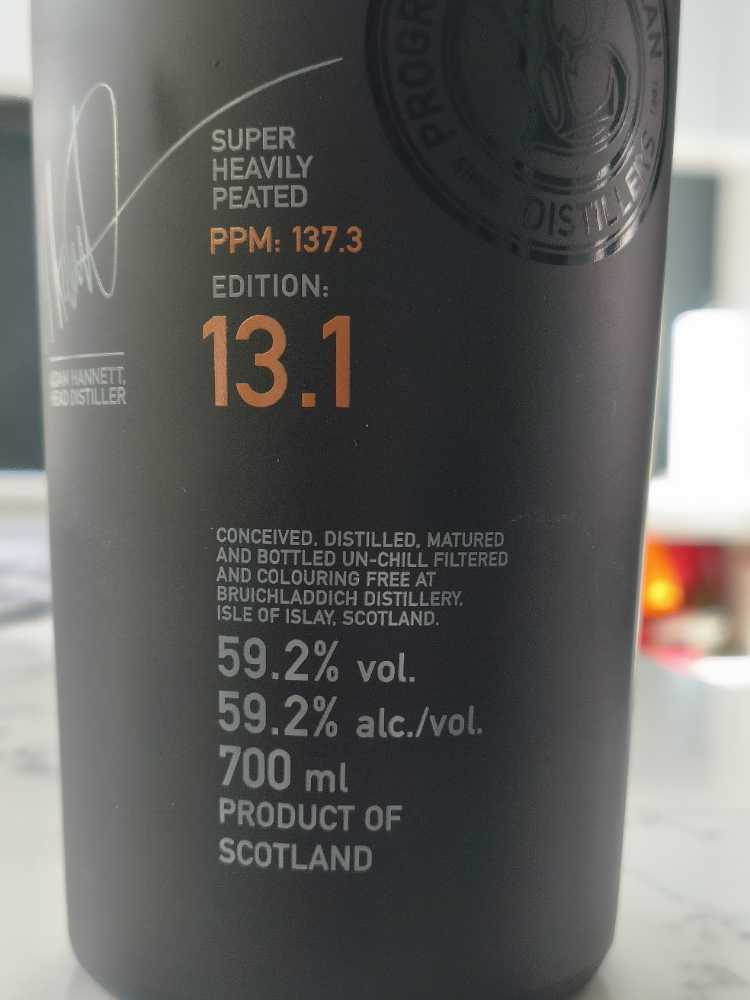 SUPER
HEAVILY
PEATED
PPM: 137.3
EDITION:
13.1
HANNETT,
HEAD DISTILLER
DISTILLERS
CONCEIVED, DISTILLED, MATURED
AND BOTTLED UN-CHILL FILTERED
AND COLOURING FREE AT
BRUICHLADDICH DISTILLERY,
ISLE OF ISLAY, SCOTLAND.
59.2% vol.
59.2% alc./vol.
700 ml
PRODUCT OF
SCOTLAND